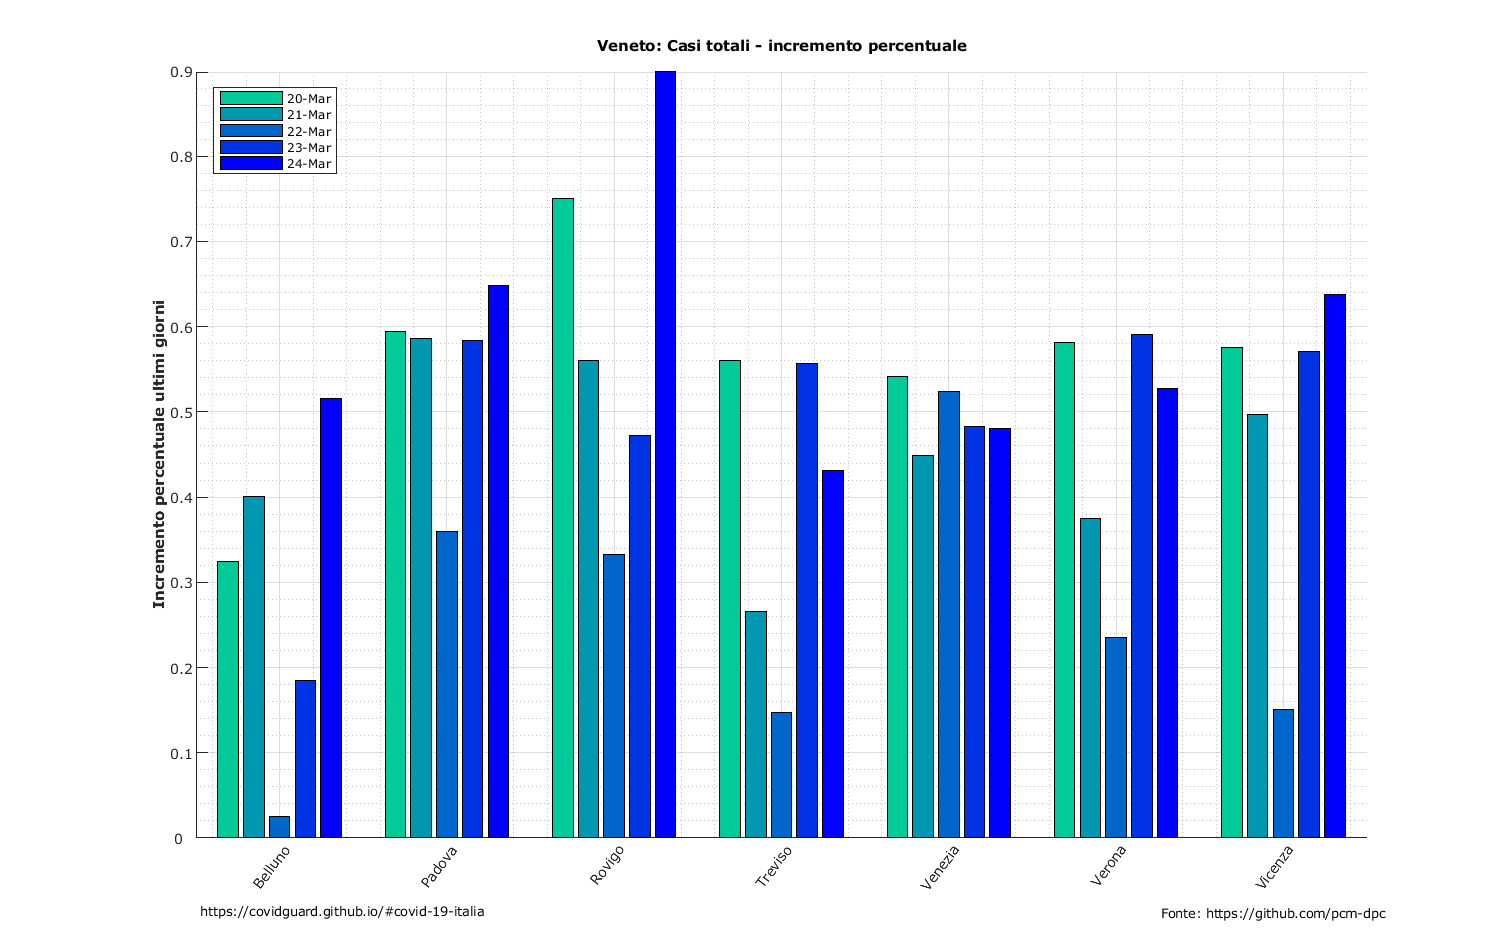 Veneto: Casi totali - incremento percentuale
0.9
0.8
0.7
0.6
0.5
0.4
0.3
0.2
0.1
0
Incremento percentuale ultimi giorni
20-Mar
21-Mar
22-Mar
23-Mar
24-Mar
Belluno
Padova
Rovigo
Treviso
Venezia
Verona
Vicenza
https://covidguard.github.io/#covid-19-italia
Fonte: https://github.com/pcm-dpc